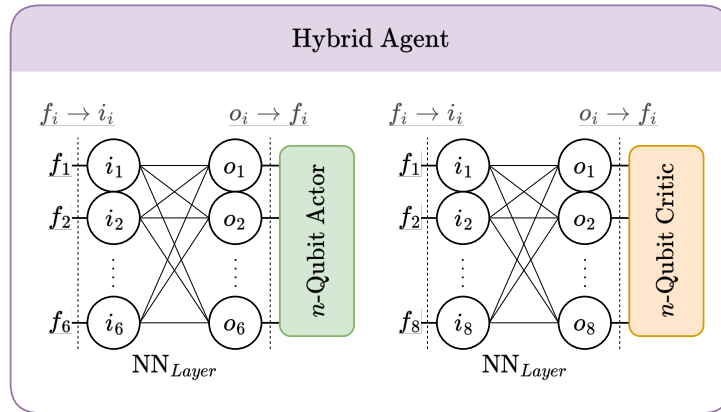 Hybrid Agent
f_i → i_i o_i → f_i f_i → i_i o_i → f_i
f_1 i_1 o_1 f_1 i_1 o_1
f_2 i_2 o_2 f_2 i_2 o_2
n-Qubit Actor
n-Qubit Critic
f_6 i_6 o_6 f_8 i_8 o_8
NN_Layer NN_Layer